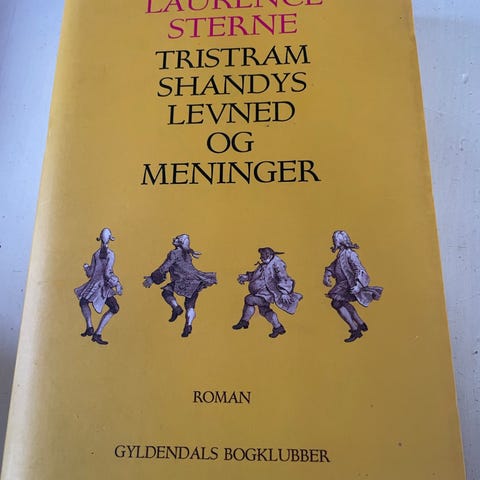 LAURENCE
STERNE
TRISTRAM
SHANDYS
LEVNED
OG
MENINGER
ROMAN
GYLDENDALS BOGKLUBBER